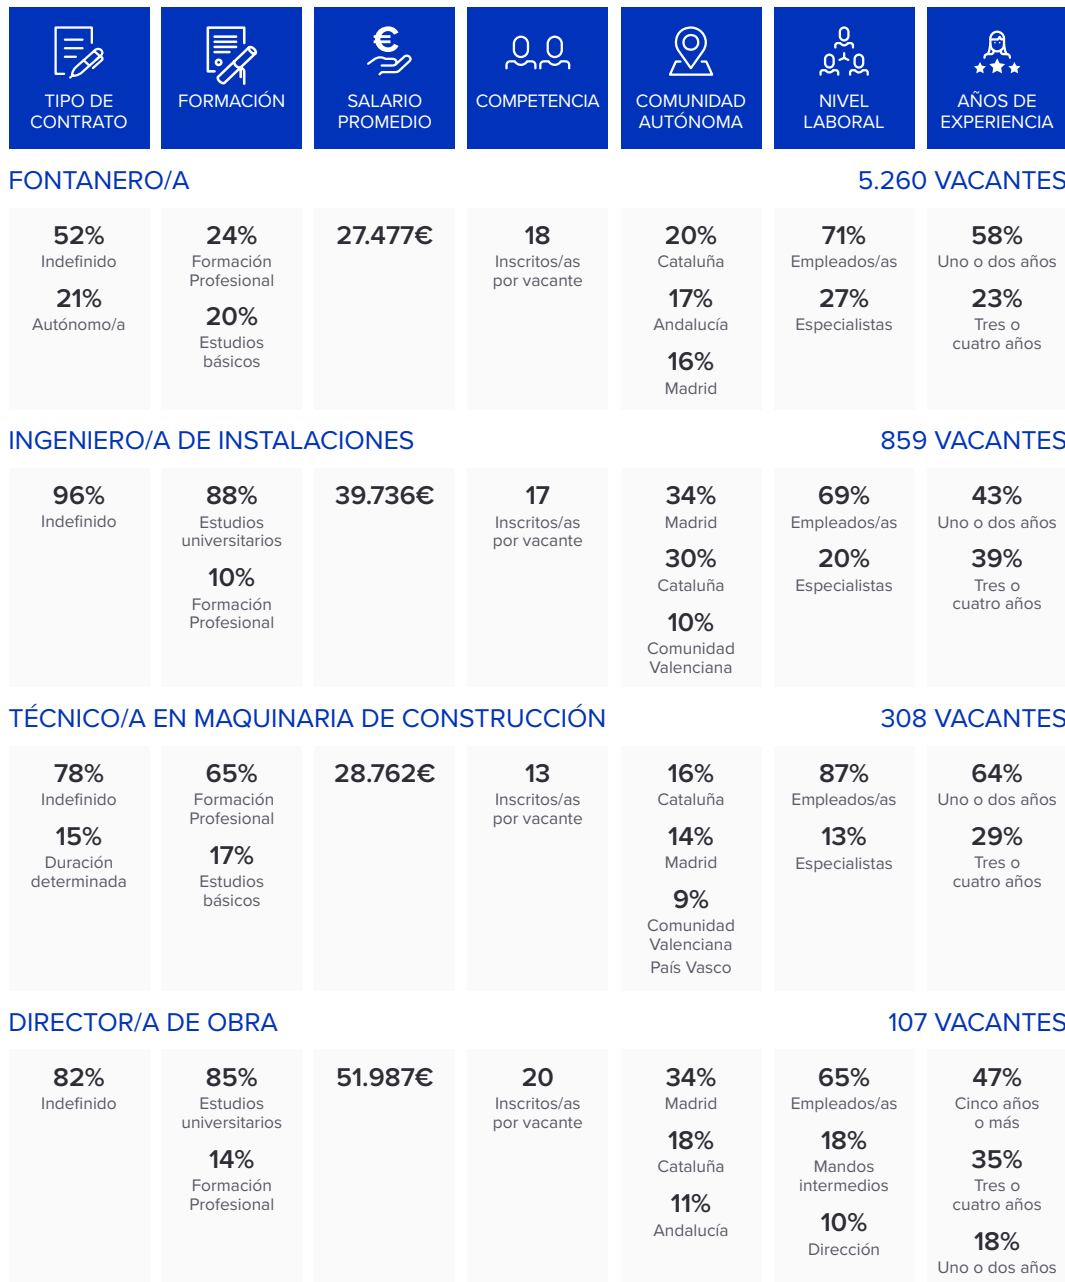 TIPO DE
CONTRATO
FORMACIÓN
SALARIO
PROMEDIO
COMPETENCIA
COMUNIDAD
AUTÓNOMA
NIVEL
LABORAL
AÑOS DE
EXPERIENCIA
FONTANERO/A
5.260 VACANTES
52%
Indefinido
21%
Autónomo/a
24%
Formación
Profesional
20%
Estudios
básicos
27.477€
18
Inscritos/as
por vacante
20%
Cataluña
17%
Andalucía
16%
Madrid
71%
Empleados/as
27%
Especialistas
58%
Uno o dos años
23%
Tres o
cuatro años
INGENIERO/A DE INSTALACIONES
859 VACANTES
96%
Indefinido
88%
Estudios
universitarios
10%
Formación
Profesional
39.736€
17
Inscritos/as
por vacante
34%
Madrid
30%
Cataluña
10%
Comunidad
Valenciana
69%
Empleados/as
20%
Especialistas
43%
Uno o dos años
39%
Tres o
cuatro años
TÉCNICO/A EN MAQUINARIA DE CONSTRUCCIÓN
308 VACANTES
78%
Indefinido
15%
Duración
determinada
65%
Formación
Profesional
17%
Estudios
básicos
28.762€
13
Inscritos/as
por vacante
16%
Cataluña
14%
Madrid
9%
Comunidad
Valenciana
País Vasco
87%
Empleados/as
13%
Especialistas
64%
Uno o dos años
29%
Tres o
cuatro años
DIRECTOR/A DE OBRA
107 VACANTES
82%
Indefinido
85%
Estudios
universitarios
14%
Formación
Profesional
51.987€
20
Inscritos/as
por vacante
34%
Madrid
18%
Cataluña
11%
Andalucía
65%
Empleados/as
18%
Mandos
intermedios
10%
Dirección
47%
Cinco años
o más
35%
Tres o
cuatro años
18%
Uno o dos años